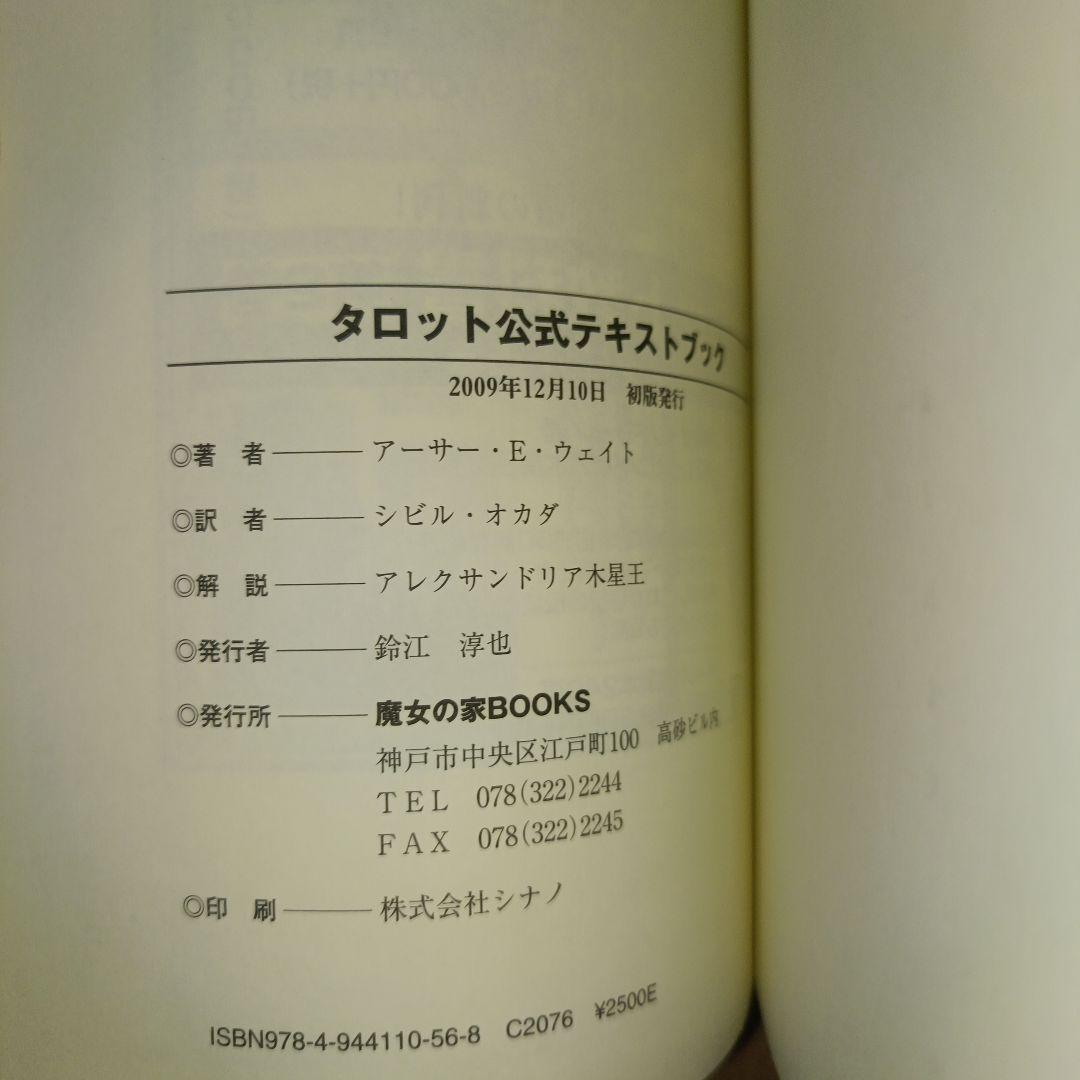 タロット公式テキストブック
2009年12月10日　初版発行
◎著　者――――アーサー・E・ウェイト
◎訳　者――――シビル・オカダ
◎解　説――――アレクサンドリア木星王
◎発行者――――鈴江　淳也
◎発行所――――魔女の家BOOKS
神戸市中央区江戸町100　高砂ビル内
ＴＥＬ　078(322)2244
ＦＡＸ　078(322)2245
◎印　刷――――株式会社シナノ
ISBN978-4-944110-56-8　C2076　¥2500E